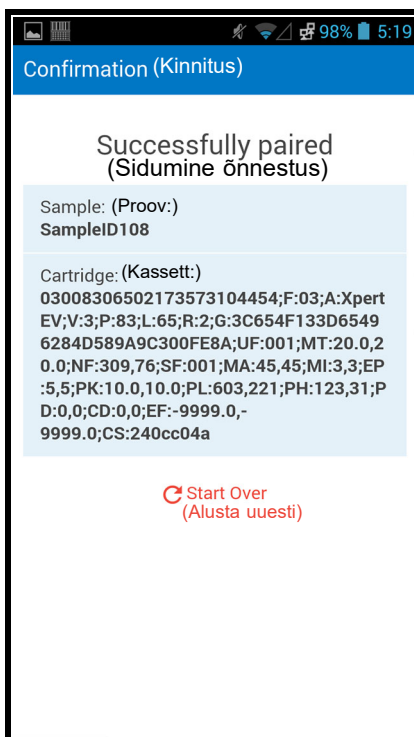 98% 5:19
Confirmation (Kinnitus)
Successfully paired
(Sidumine õnnestus)
Sample: (Proov:)
SampleID108
Cartridge: (Kassett:)
03008306502173573104454;F:03;A:Xpert
EV;V:3;P:83;L:65;R:2;G:3C654F133D6549
6284D589A9C300FE8A;UF:001;MT:20.0,2
0.0;NF:309,76;SF:001;MA:45,45;MI:3,3;EP
:5,5;PK:10.0,10.0;PL:603,221;PH:123,31;P
D:0,0;CD:0,0;EF:-9999.0,-
9999.0;CS:240cc04a
Start Over
(Alusta uuesti)